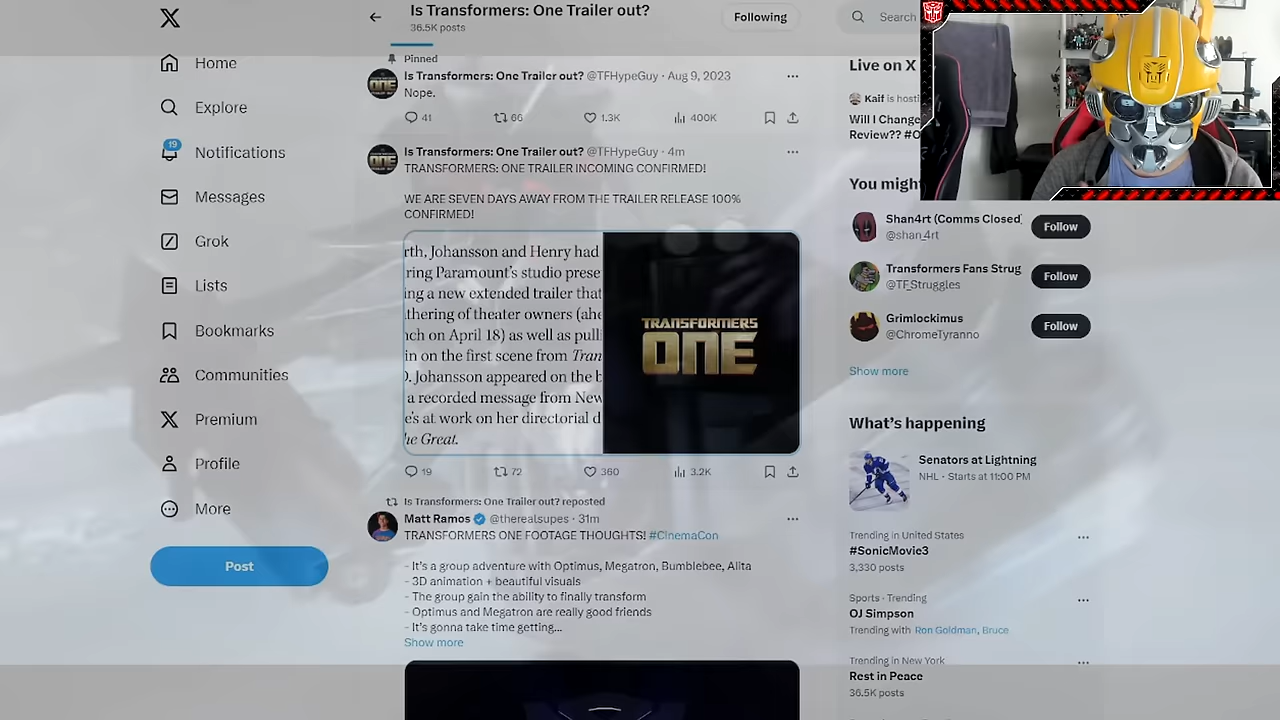 Is Transformers: One Trailer out?
36.5K posts
Following
Search
Home
Explore
19
Notifications
Messages
Grok
Lists
Bookmarks
Communities
Premium
Profile
More
Post
Pinned
Is Transformers: One Trailer out? @TFHypeGuy · Aug 9, 2023
Nope.
41 66 1.3K 400K
Is Transformers: One Trailer out? @TFHypeGuy · 4m
TRANSFORMERS: ONE TRAILER INCOMING CONFIRMED!
WE ARE SEVEN DAYS AWAY FROM THE TRAILER RELEASE 100%
CONFIRMED!
rth, Johansson and Henry had
ring Paramount's studio prese
ing a new extended trailer that
thering of theater owners (ahe
nch on April 18) as well as pull
in on the first scene from Tran
). Johansson appeared on the b
a recorded message from New
e's at work on her directorial d
he Great.
TRANSFORMERS
ONE
19 72 360 3.2K
Is Transformers: One Trailer out? reposted
Matt Ramos @therealsupes · 31m
TRANSFORMERS ONE FOOTAGE THOUGHTS! #CinemaCon
- It's a group adventure with Optimus, Megatron, Bumblebee, Alita
- 3D animation + beautiful visuals
- The group gain the ability to finally transform
- Optimus and Megatron are really good friends
- It's gonna take time getting...
Show more
Live on X
Kaif is hosti
Will I Change
Review?? #O
You might
Shan4rt (Comms Closed)
@shan_4rt
Follow
Transformers Fans Strug
@TF_Struggles
Follow
Grimlockimus
@ChromeTyranno
Follow
Show more
What's happening
Senators at Lightning
NHL · Starts at 11:00 PM
Trending in United States
#SonicMovie3
3,330 posts
Sports · Trending
OJ Simpson
Trending with Ron Goldman, Bruce
Trending in New York
Rest in Peace
36.5K posts